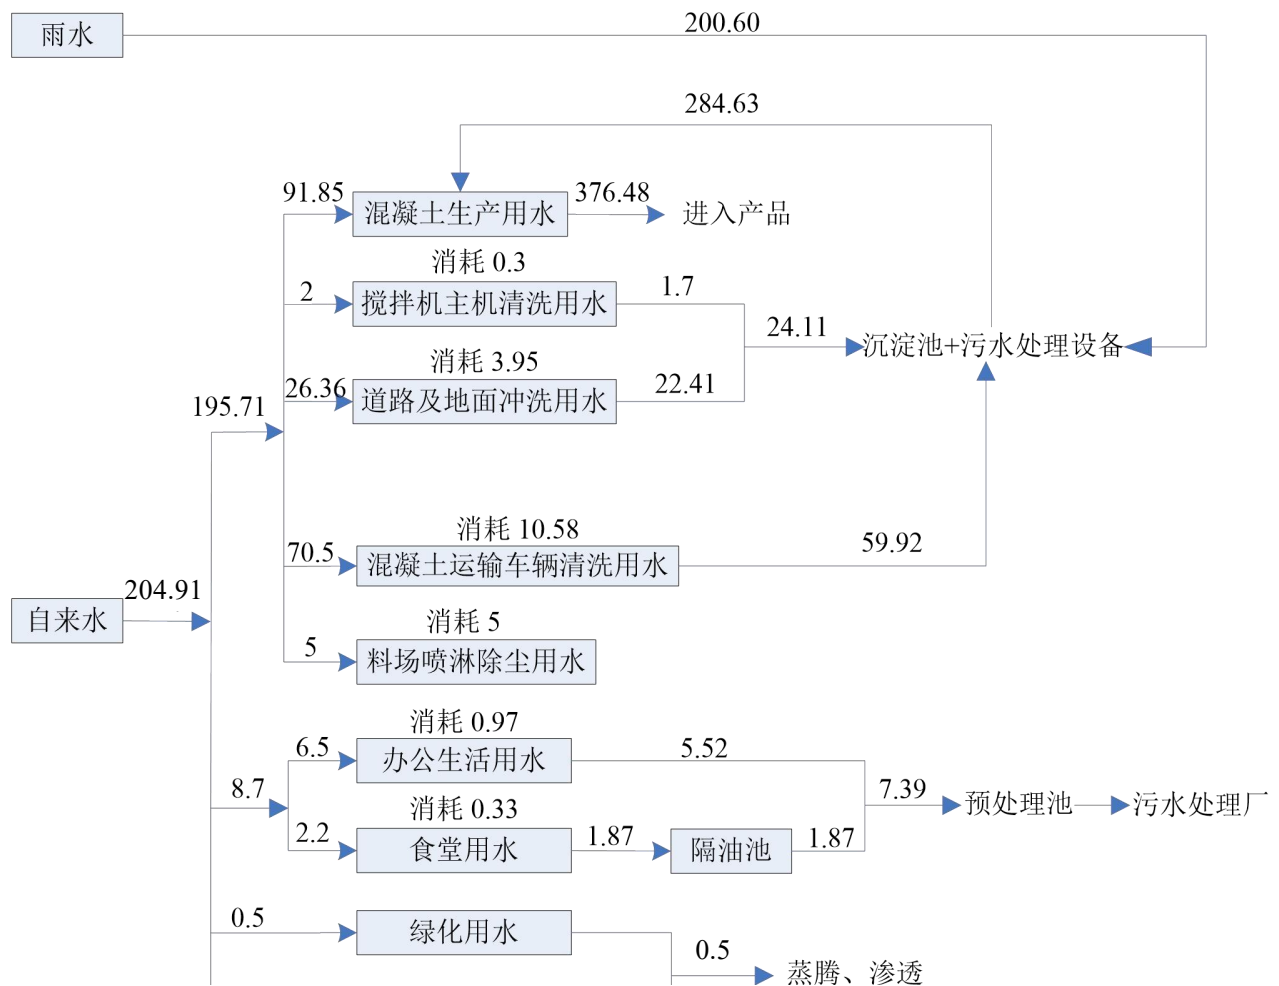 雨水
200.60
284.63
91.85
混凝土生产用水
376.48
进入产品
消耗 0.3
2
搅拌机主机清洗用水
1.7
24.11
沉淀池+污水处理设备
消耗 3.95
26.36
道路及地面冲洗用水
22.41
195.71
消耗 10.58
70.5
混凝土运输车辆清洗用水
59.92
204.91
自来水
消耗 5
5
料场喷淋除尘用水
消耗 0.97
6.5
办公生活用水
5.52
8.7
7.39
预处理池
污水处理厂
消耗 0.33
2.2
食堂用水
1.87
隔油池
1.87
0.5
绿化用水
0.5
蒸腾、渗透